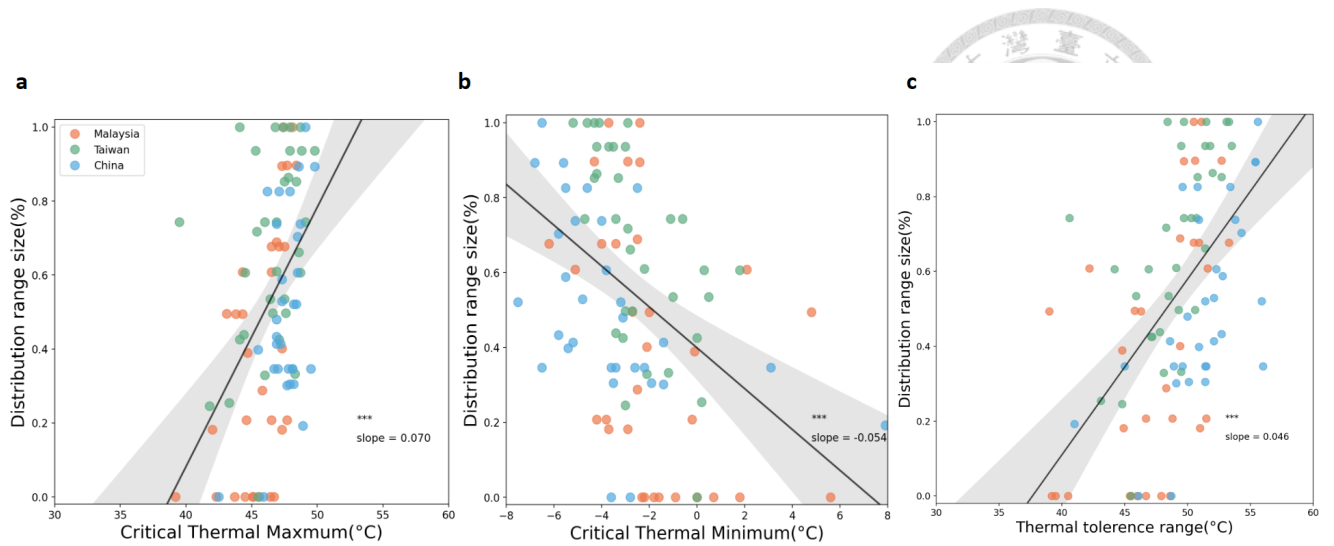 灣 臺
a
b
c
1.0
0.8
0.6
0.4
0.2
0.0
Malaysia
Taiwan
China
Distribution range size(%)
***
slope = 0.070
30 35 40 45 50 55 60
Critical Thermal Maxmum(°C)
1.0
0.8
0.6
0.4
0.2
0.0
Distribution range size(%)
***
slope = -0.054
−8 −6 −4 −2 0 2 4 6 8
Critical Thermal Minimum(°C)
1.0
0.8
0.6
0.4
0.2
0.0
Distribution range size(%)
***
slope = 0.046
30 35 40 45 50 55 60
Thermal tolerence range(°C)